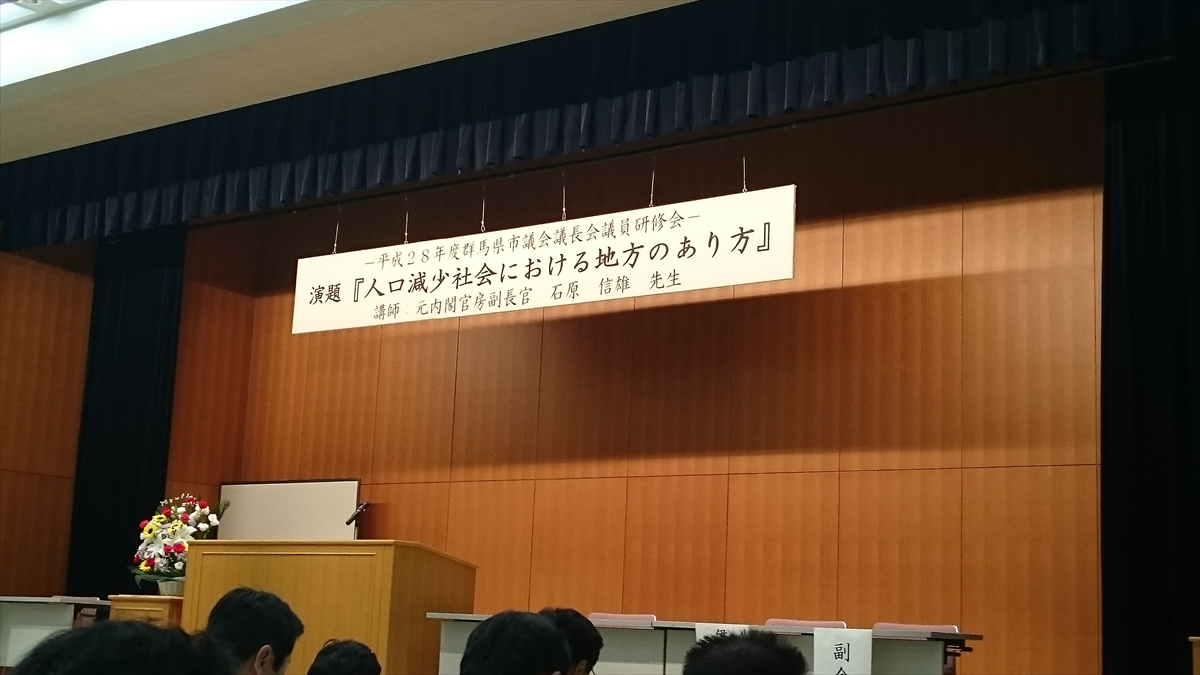 －平成２８年度群馬県市議会議長会議員研修会－
演題『人口減少社会における地方のあり方』
講師：元内閣官房副長官　石原　信雄　先生
副会